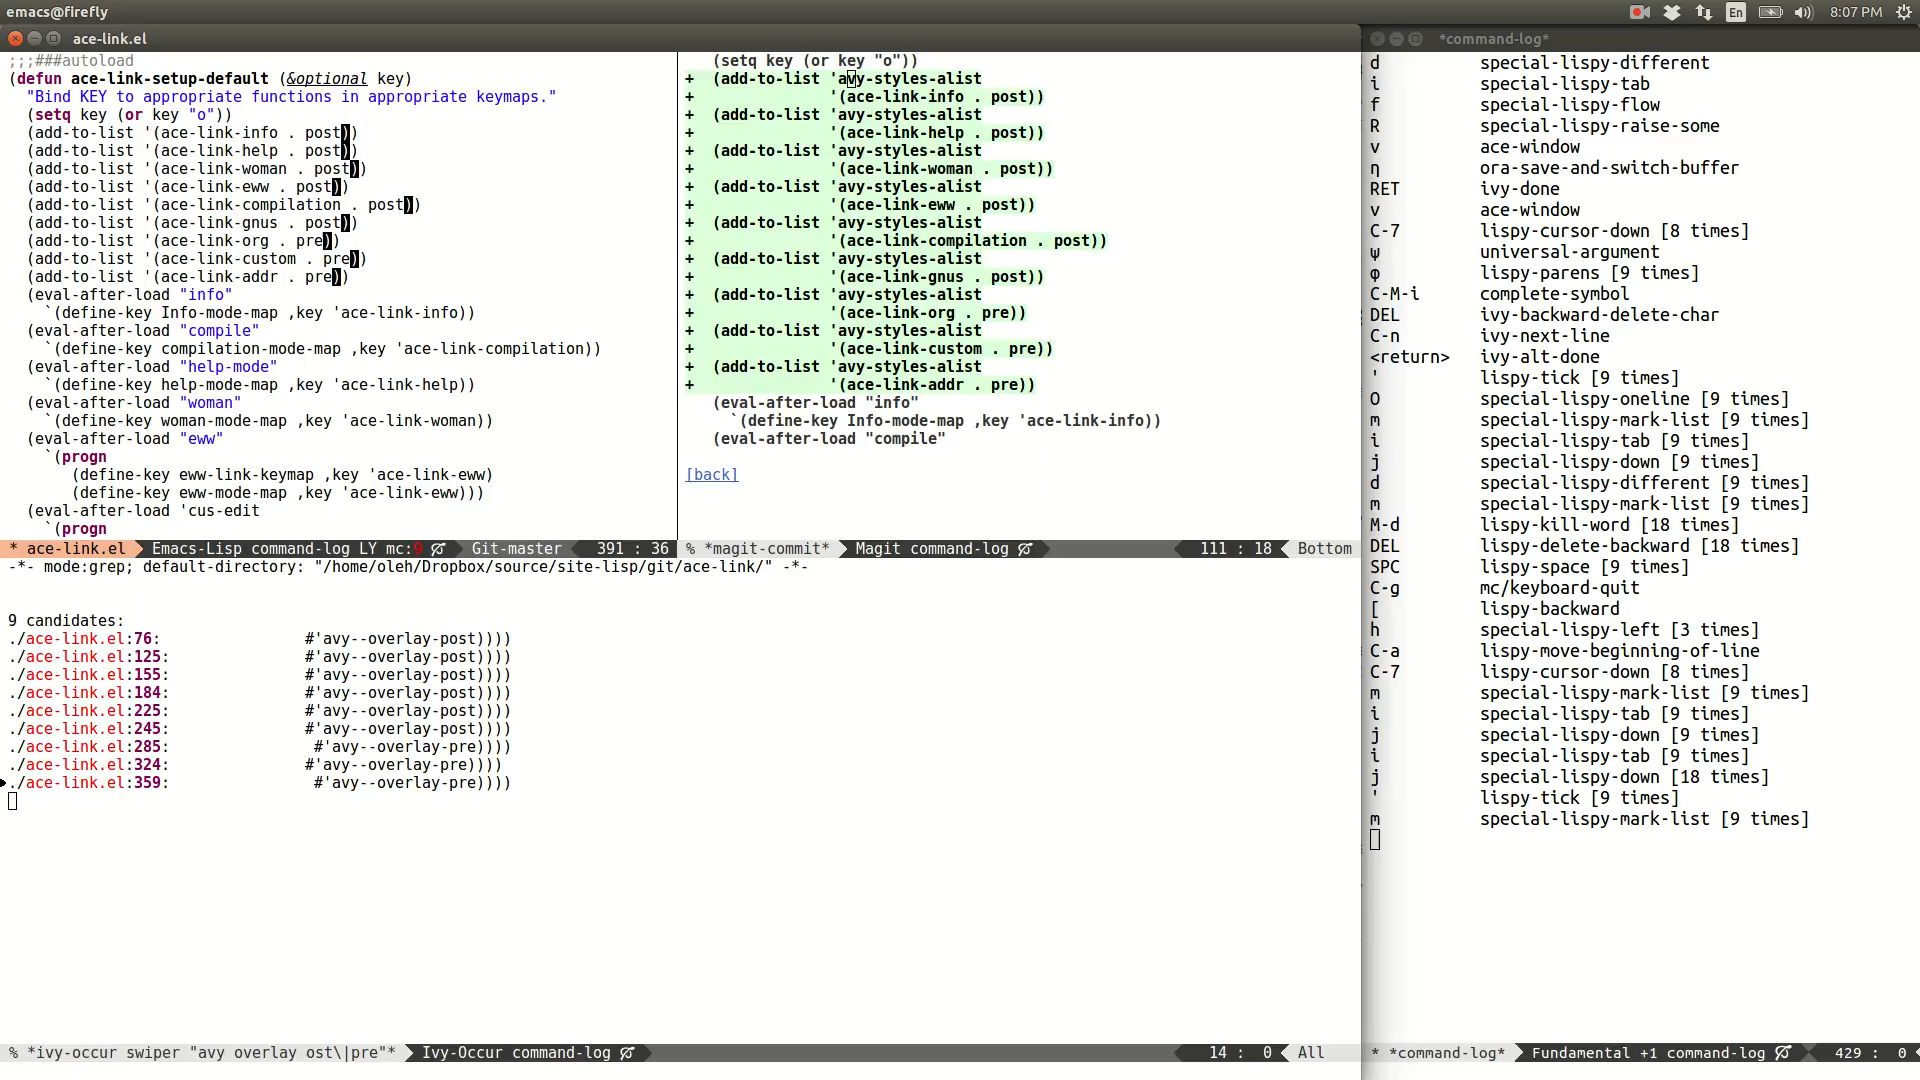 emacs@firefly
En
8:07 PM
ace-link.el
;;;###autoload
(defun ace-link-setup-default (&optional key)
"Bind KEY to appropriate functions in appropriate keymaps."
(setq key (or key "o"))
(add-to-list '(ace-link-info . post))
(add-to-list '(ace-link-help . post))
(add-to-list '(ace-link-woman . post))
(add-to-list '(ace-link-eww . post))
(add-to-list '(ace-link-compilation . post))
(add-to-list '(ace-link-gnus . post))
(add-to-list '(ace-link-org . pre))
(add-to-list '(ace-link-custom . pre))
(add-to-list '(ace-link-addr . pre))
(eval-after-load "info"
`(define-key Info-mode-map ,key 'ace-link-info))
(eval-after-load "compile"
`(define-key compilation-mode-map ,key 'ace-link-compilation))
(eval-after-load "help-mode"
`(define-key help-mode-map ,key 'ace-link-help))
(eval-after-load "woman"
`(define-key woman-mode-map ,key 'ace-link-woman))
(eval-after-load "eww"
`(progn
(define-key eww-link-keymap ,key 'ace-link-eww)
(define-key eww-mode-map ,key 'ace-link-eww)))
(eval-after-load 'cus-edit
`(progn
* ace-link.el Emacs-Lisp command-log LY mc:9 Git-master 391 : 36
(setq key (or key "o"))
+ (add-to-list 'avy-styles-alist
+ '(ace-link-info . post))
+ (add-to-list 'avy-styles-alist
+ '(ace-link-help . post))
+ (add-to-list 'avy-styles-alist
+ '(ace-link-woman . post))
+ (add-to-list 'avy-styles-alist
+ '(ace-link-eww . post))
+ (add-to-list 'avy-styles-alist
+ '(ace-link-compilation . post))
+ (add-to-list 'avy-styles-alist
+ '(ace-link-gnus . post))
+ (add-to-list 'avy-styles-alist
+ '(ace-link-org . pre))
+ (add-to-list 'avy-styles-alist
+ '(ace-link-custom . pre))
+ (add-to-list 'avy-styles-alist
+ '(ace-link-addr . pre))
(eval-after-load "info"
`(define-key Info-mode-map ,key 'ace-link-info))
(eval-after-load "compile"
[back]
% *magit-commit* Magit command-log 111 : 18 Bottom
-*- mode:grep; default-directory: "/home/oleh/Dropbox/source/site-lisp/git/ace-link/" -*-
9 candidates:
./ace-link.el:76: #'avy--overlay-post))))
./ace-link.el:125: #'avy--overlay-post))))
./ace-link.el:155: #'avy--overlay-post))))
./ace-link.el:184: #'avy--overlay-post))))
./ace-link.el:225: #'avy--overlay-post))))
./ace-link.el:245: #'avy--overlay-post))))
./ace-link.el:285: #'avy--overlay-pre))))
./ace-link.el:324: #'avy--overlay-pre))))
./ace-link.el:359: #'avy--overlay-pre))))
% *ivy-occur swiper "avy overlay ost\|pre"* Ivy-Occur command-log 14 : 0 All
*command-log*
d special-lispy-different
i special-lispy-tab
f special-lispy-flow
R special-lispy-raise-some
v ace-window
η ora-save-and-switch-buffer
RET ivy-done
v ace-window
C-7 lispy-cursor-down [8 times]
ψ universal-argument
φ lispy-parens [9 times]
C-M-i complete-symbol
DEL ivy-backward-delete-char
C-n ivy-next-line
<return> ivy-alt-done
' lispy-tick [9 times]
O special-lispy-oneline [9 times]
m special-lispy-mark-list [9 times]
i special-lispy-tab [9 times]
j special-lispy-down [9 times]
d special-lispy-different [9 times]
m special-lispy-mark-list [9 times]
M-d lispy-kill-word [18 times]
DEL lispy-delete-backward [18 times]
SPC lispy-space [9 times]
C-g mc/keyboard-quit
[ lispy-backward
h special-lispy-left [3 times]
C-a lispy-move-beginning-of-line
C-7 lispy-cursor-down [8 times]
m special-lispy-mark-list [9 times]
i special-lispy-tab [9 times]
j special-lispy-down [9 times]
i special-lispy-tab [9 times]
j special-lispy-down [18 times]
' lispy-tick [9 times]
m special-lispy-mark-list [9 times]
* *command-log* Fundamental +1 command-log 429 : 0